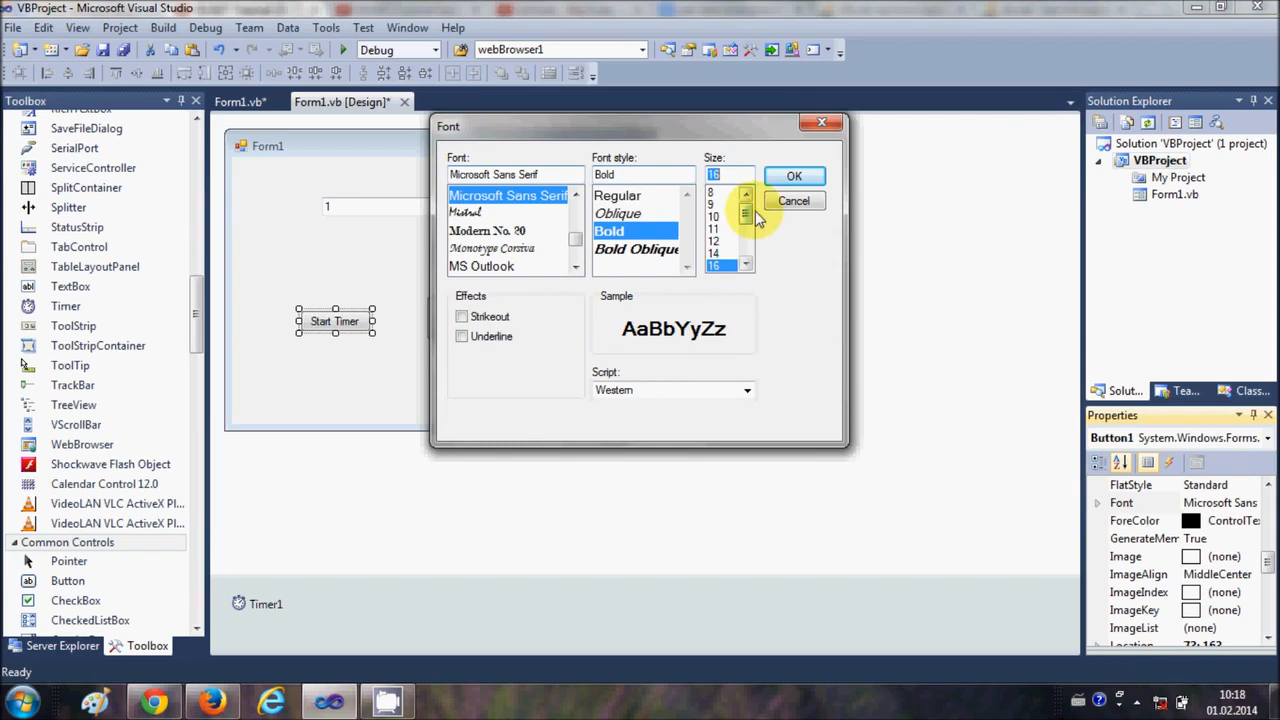 VBProject - Microsoft Visual Studio
File Edit View Project Build Debug Team Data Tools Test Window Help
Debug webBrowser1
Toolbox
SaveFileDialog
SerialPort
ServiceController
SplitContainer
Splitter
StatusStrip
TabControl
TableLayoutPanel
TextBox
Timer
ToolStrip
ToolStripContainer
ToolTip
TrackBar
TreeView
VScrollBar
WebBrowser
Shockwave Flash Object
Calendar Control 12.0
VideoLAN VLC ActiveX Pl...
VideoLAN VLC ActiveX Pl...
Common Controls
Pointer
Button
CheckBox
CheckedListBox
Server Explorer Toolbox
Form1.vb* Form1.vb [Design]*
Form1
1
Start Timer
Timer1
Font
Font: Font style: Size:
Microsoft Sans Serif Bold 16
OK
Cancel
Microsoft Sans Serif
Mistral
Modern No. 20
Monotype Corsiva
MS Outlook
Regular
Oblique
Bold
Bold Oblique
8
9
10
11
12
14
16
Effects
Strikeout
Underline
Sample
AaBbYyZz
Script:
Western
Solution Explorer
Solution 'VBProject' (1 project)
VBProject
My Project
Form1.vb
Solut... Tea... Class...
Properties
Button1 System.Windows.Forms.
FlatStyle Standard
Font Microsoft Sans
ForeColor ControlTe
GenerateMem True
Image (none)
ImageAlign MiddleCenter
ImageIndex (none)
ImageKey (none)
ImageList (none)
Ready
10:18
01.02.2014